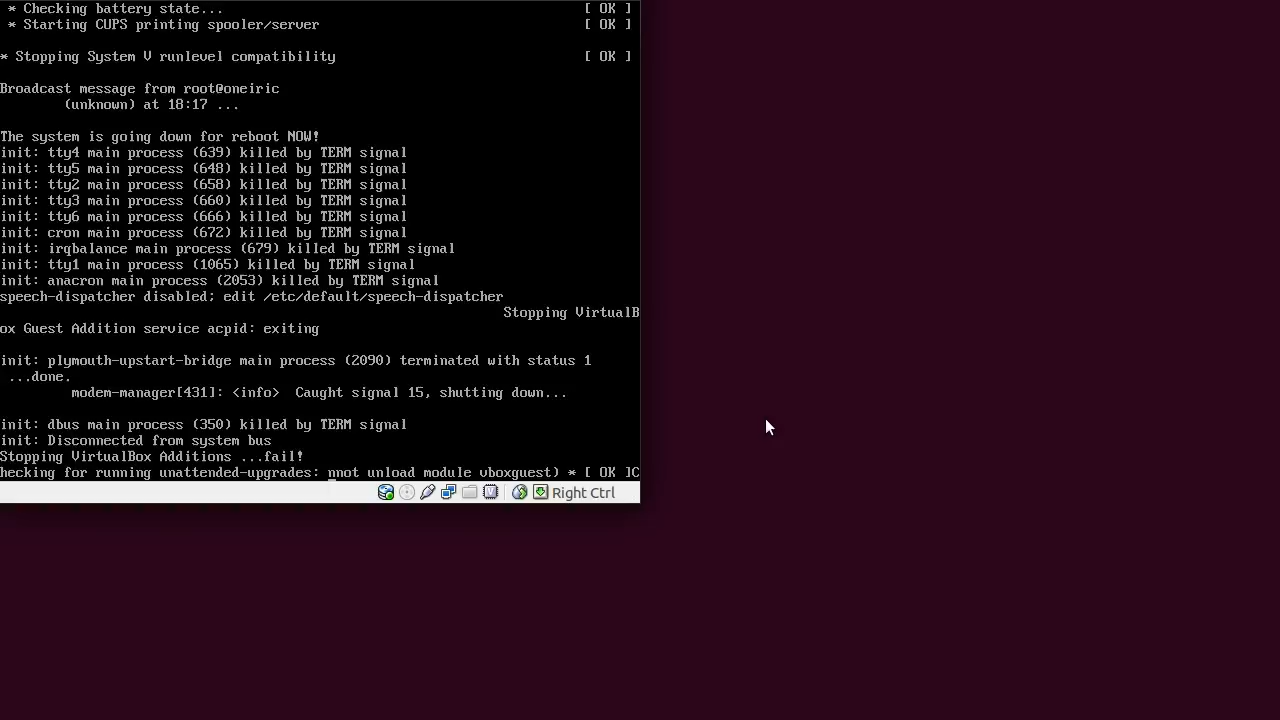 * Checking battery state... [ OK ]
* Starting CUPS printing spooler/server [ OK ]
* Stopping System V runlevel compatibility [ OK ]
Broadcast message from root@oneiric
(unknown) at 18:17 ...
The system is going down for reboot NOW!
init: tty4 main process (639) killed by TERM signal
init: tty5 main process (648) killed by TERM signal
init: tty2 main process (658) killed by TERM signal
init: tty3 main process (660) killed by TERM signal
init: tty6 main process (666) killed by TERM signal
init: cron main process (672) killed by TERM signal
init: irqbalance main process (679) killed by TERM signal
init: tty1 main process (1065) killed by TERM signal
init: anacron main process (2053) killed by TERM signal
speech-dispatcher disabled; edit /etc/default/speech-dispatcher
Stopping VirtualB
ox Guest Addition service acpid: exiting
init: plymouth-upstart-bridge main process (2090) terminated with status 1
...done.
modem-manager[431]: <info>  Caught signal 15, shutting down...
init: dbus main process (350) killed by TERM signal
init: Disconnected from system bus
Stopping VirtualBox Additions ...fail!
hecking for running unattended-upgrades: nnot unload module vboxguest) * [ OK ]C
Right Ctrl